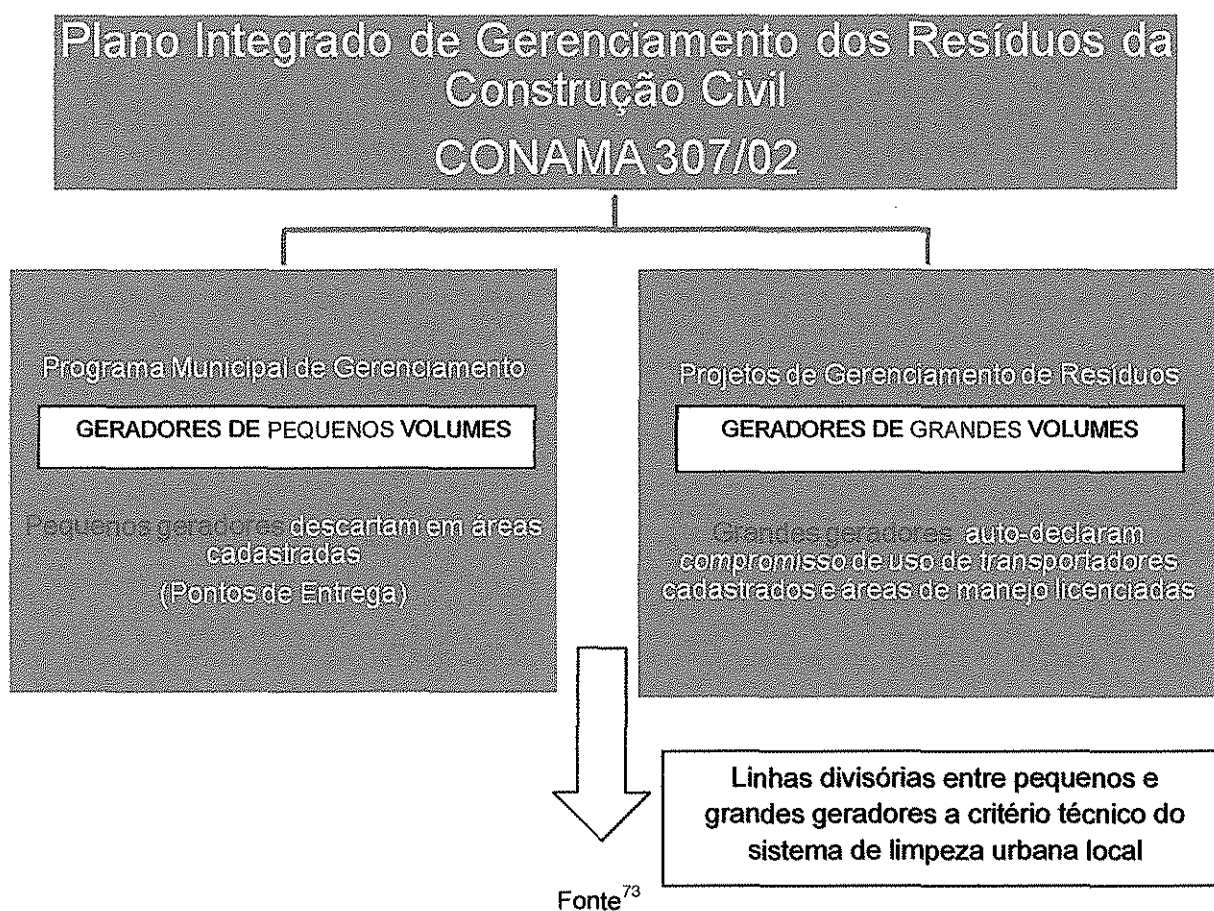 Plano Integrado de Gerenciamento dos Resíduos da
Construção Civil
CONAMA 307/02
Programa Municipal de Gerenciamento
GERADORES DE PEQUENOS VOLUMES
Pequenos geradores descartam em áreas
cadastradas
(Pontos de Entrega)
Projetos de Gerenciamento de Resíduos
GERADORES DE GRANDES VOLUMES
Grandes geradores auto-declaram
compromisso de uso de transportadores
cadastrados e áreas de manejo licenciadas
Linhas divisórias entre pequenos e
grandes geradores a critério técnico do
sistema de limpeza urbana local
Fonte73